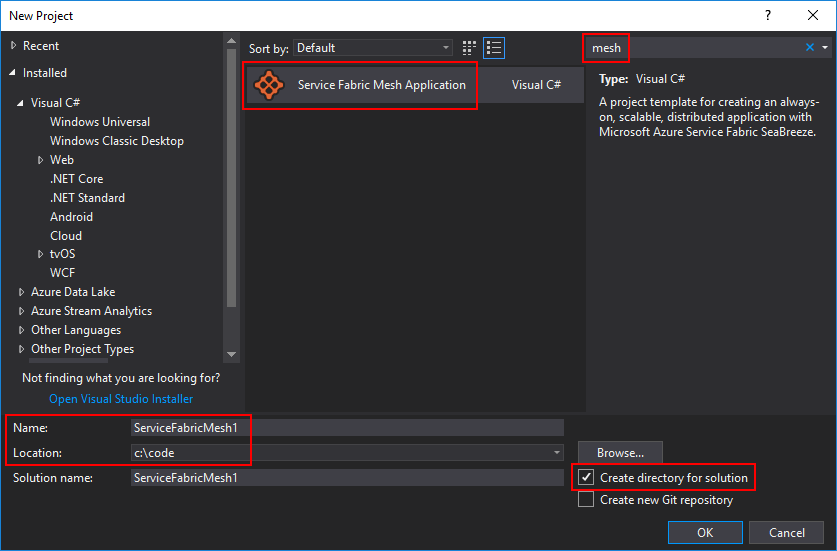 New Project
Recent
Installed
Visual C#
Windows Universal
Windows Classic Desktop
Web
.NET Core
.NET Standard
Android
Cloud
tvOS
WCF
Azure Data Lake
Azure Stream Analytics
Other Languages
Other Project Types
Not finding what you are looking for?
Open Visual Studio Installer
Sort by: Default
Service Fabric Mesh Application Visual C#
mesh
Type: Visual C#
A project template for creating an always-
on, scalable, distributed application with
Microsoft Azure Service Fabric SeaBreeze.
Name: ServiceFabricMesh1
Location: c:\code
Browse...
Solution name: ServiceFabricMesh1
Create directory for solution
Create new Git repository
OK Cancel